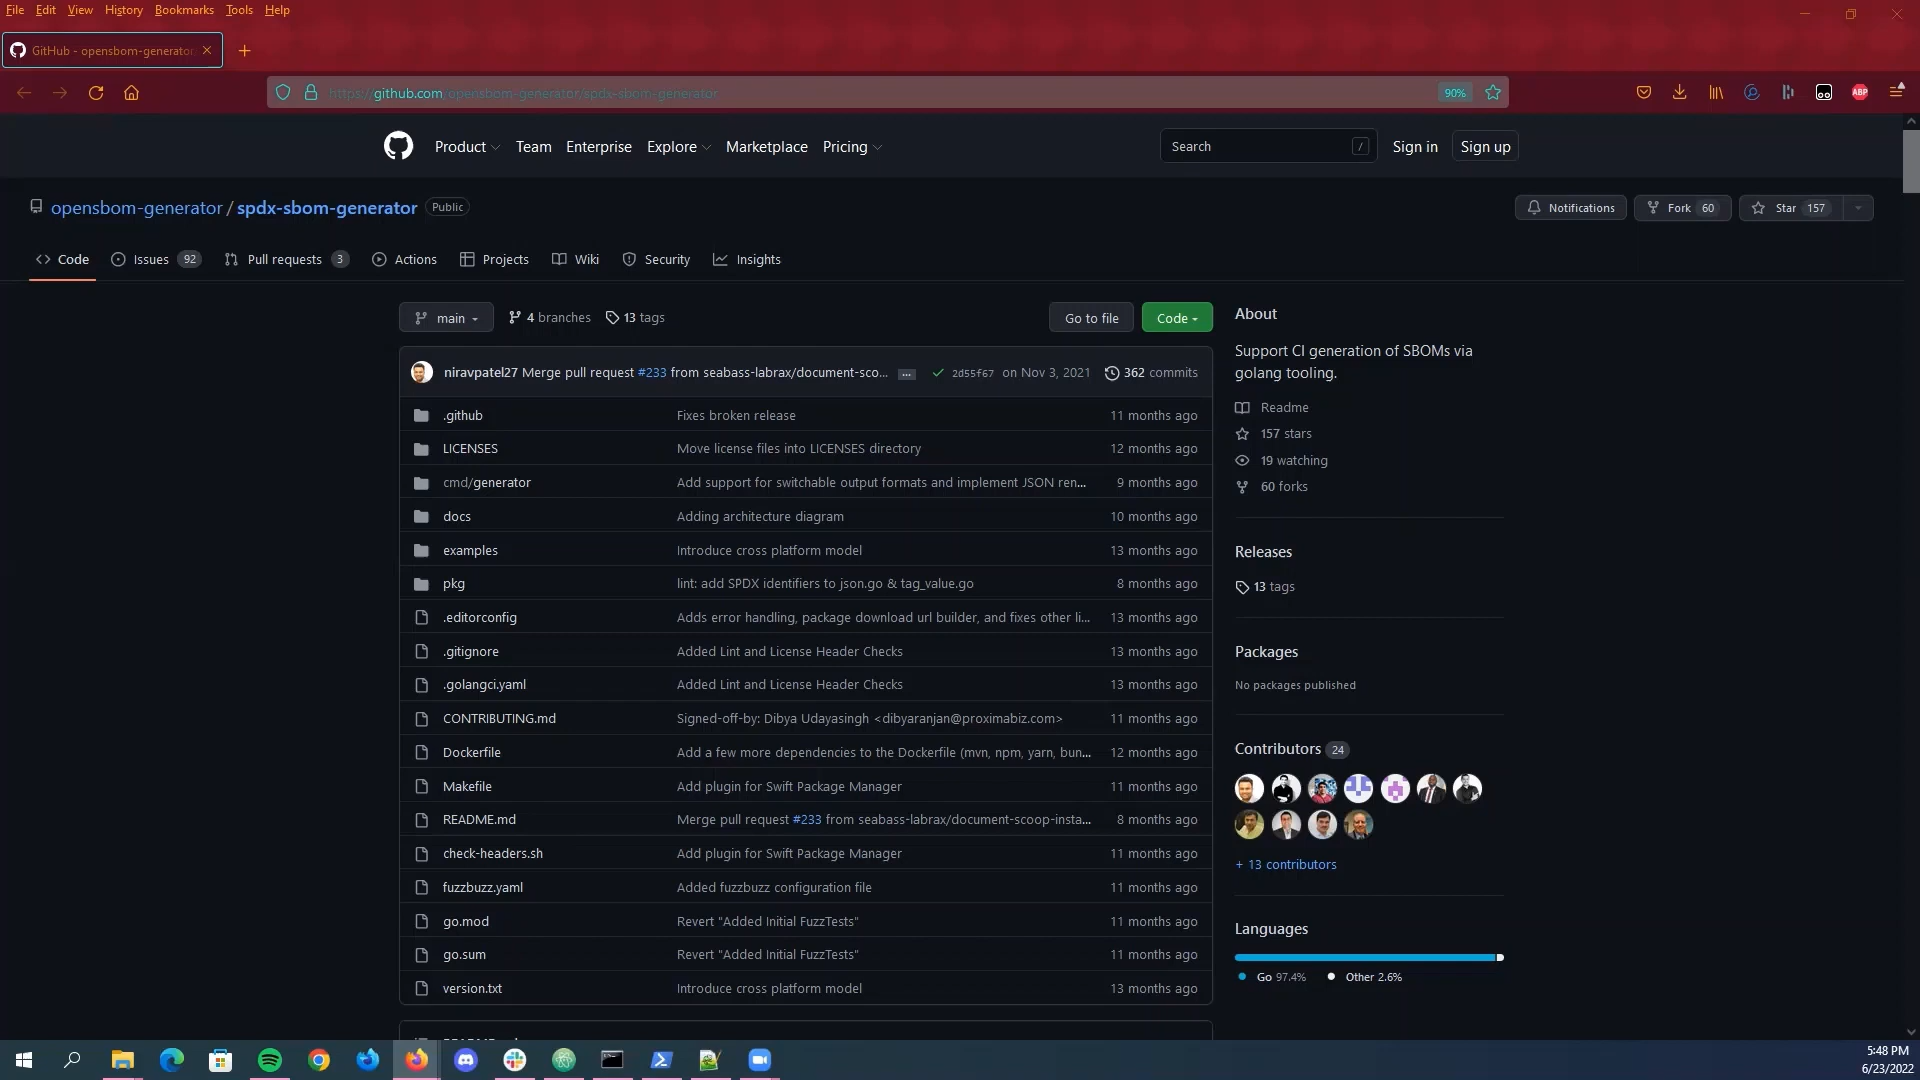 File Edit View History Bookmarks Tools Help
GitHub - opensbom-generator
https://github.com/opensbom-generator/spdx-sbom-generator
90%
ABP
Product Team Enterprise Explore Marketplace Pricing
Search /
Sign in Sign up
opensbom-generator / spdx-sbom-generator Public
Notifications Fork 60 Star 157
Code Issues 92 Pull requests 3 Actions Projects Wiki Security Insights
main 4 branches 13 tags Go to file Code
niravpatel27 Merge pull request #233 from seabass-labrax/document-sco... ... 2d55f67 on Nov 3, 2021 362 commits
.github Fixes broken release 11 months ago
LICENSES Move license files into LICENSES directory 12 months ago
cmd/generator Add support for switchable output formats and implement JSON ren... 9 months ago
docs Adding architecture diagram 10 months ago
examples Introduce cross platform model 13 months ago
pkg lint: add SPDX identifiers to json.go & tag_value.go 8 months ago
.editorconfig Adds error handling, package download url builder, and fixes other li... 13 months ago
.gitignore Added Lint and License Header Checks 13 months ago
.golangci.yaml Added Lint and License Header Checks 13 months ago
CONTRIBUTING.md Signed-off-by: Dibya Udayasingh <dibyaranjan@proximabiz.com> 11 months ago
Dockerfile Add a few more dependencies to the Dockerfile (mvn, npm, yarn, bun... 12 months ago
Makefile Add plugin for Swift Package Manager 11 months ago
README.md Merge pull request #233 from seabass-labrax/document-scoop-insta... 8 months ago
check-headers.sh Add plugin for Swift Package Manager 11 months ago
fuzzbuzz.yaml Added fuzzbuzz configuration file 11 months ago
go.mod Revert "Added Initial FuzzTests" 11 months ago
go.sum Revert "Added Initial FuzzTests" 11 months ago
version.txt Introduce cross platform model 13 months ago
About
Support CI generation of SBOMs via
golang tooling.
Readme
157 stars
19 watching
60 forks
Releases
13 tags
Packages
No packages published
Contributors 24
+ 13 contributors
Languages
Go 97.4% Other 2.6%
5:48 PM
6/23/2022